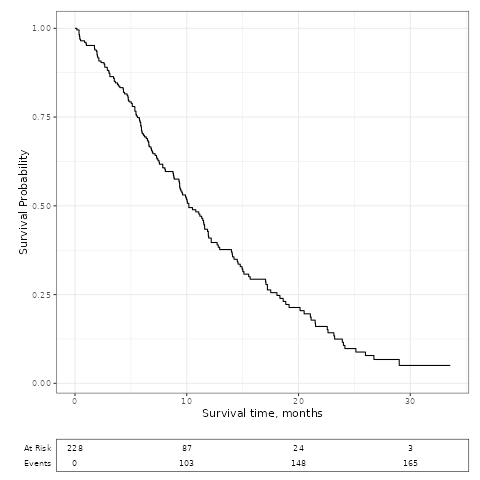 1.00
0.75
0.50
0.25
0.00
Survival Probability
0 10 20 30
Survival time, months
At Risk 228 87 24 3
Events 0 103 148 165